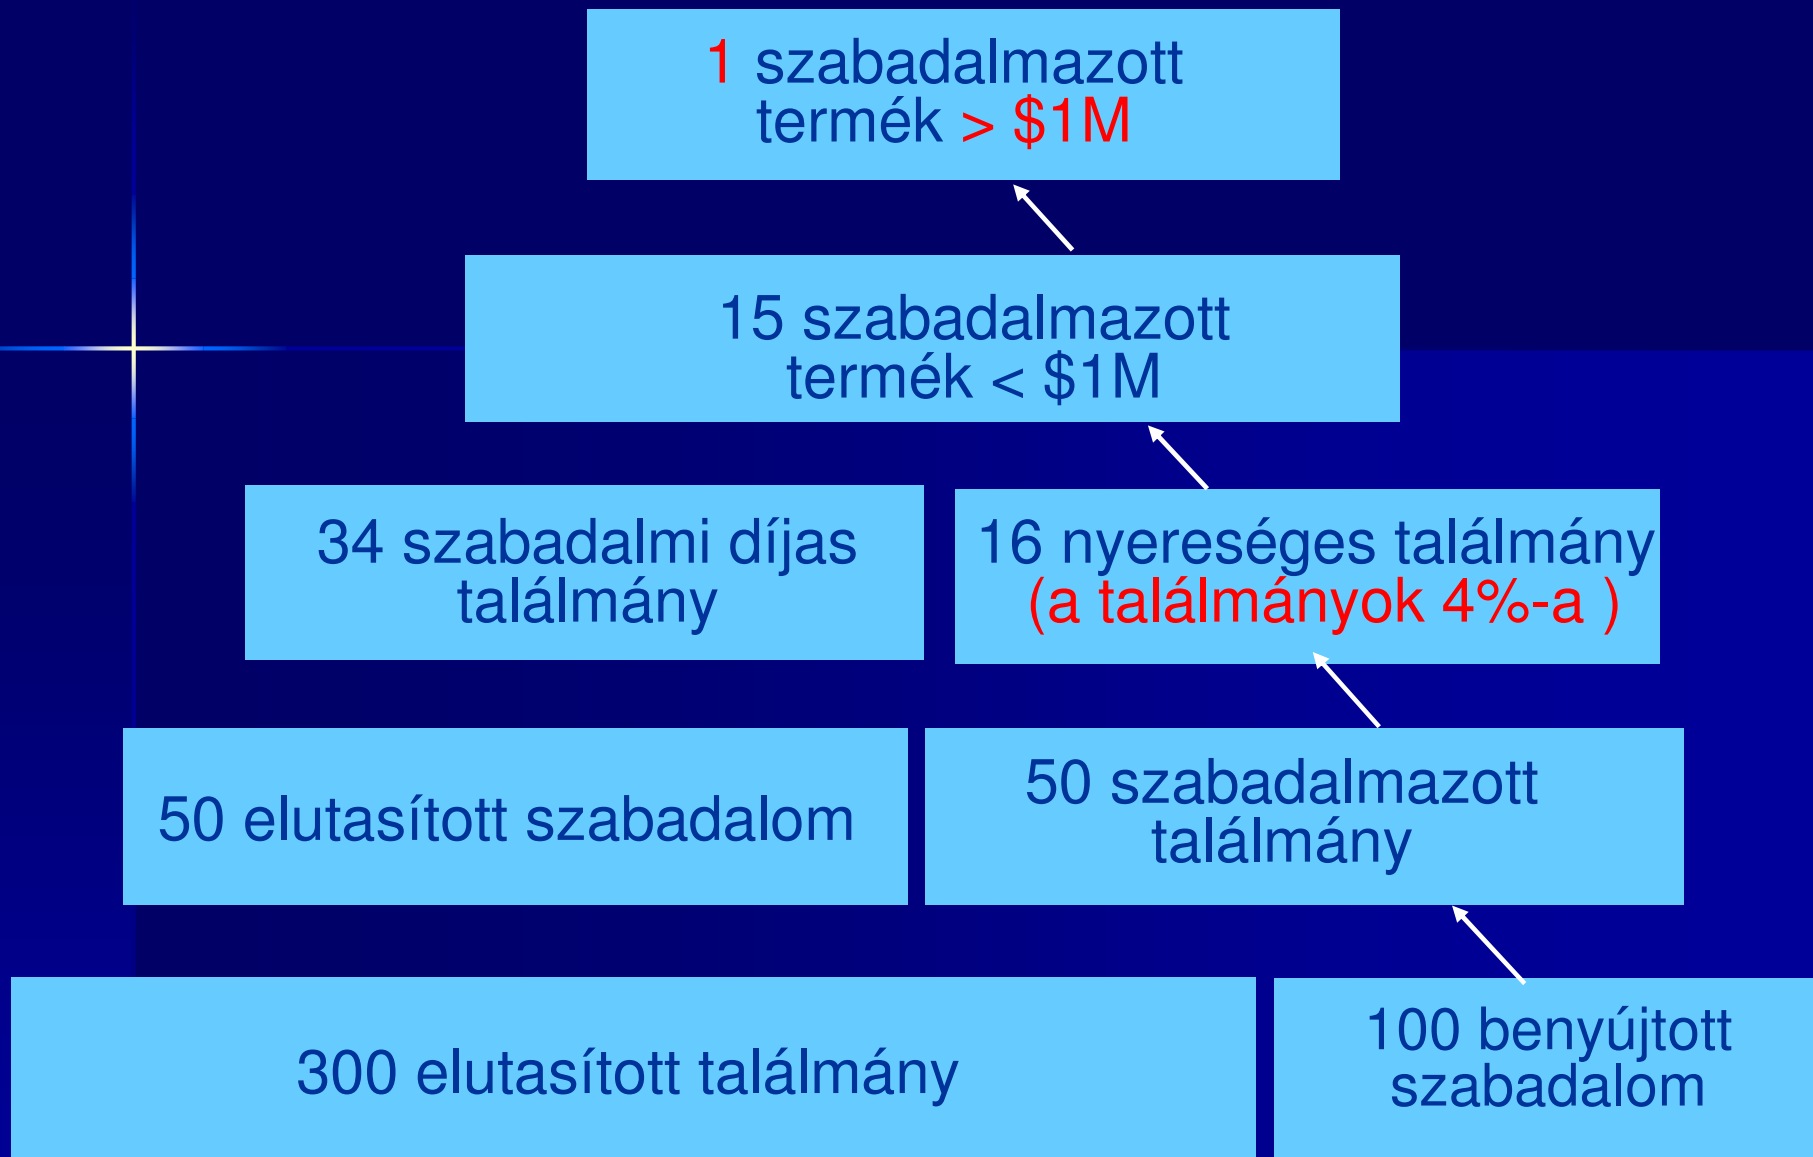 1 szabadalmazott
termék > $1M
15 szabadalmazott
termék < $1M
34 szabadalmi díjas
találmány
16 nyereséges találmány
(a találmányok 4%-a )
50 elutasított szabadalom
50 szabadalmazott
találmány
300 elutasított találmány
100 benyújtott
szabadalom